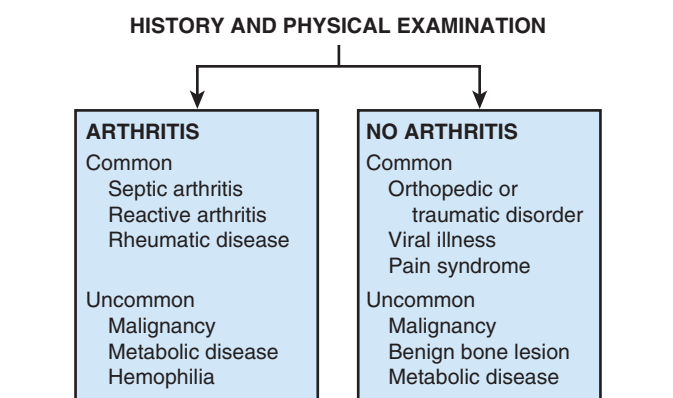 HISTORY AND PHYSICAL EXAMINATION
ARTHRITIS
Common
Septic arthritis
Reactive arthritis
Rheumatic disease
Uncommon
Malignancy
Metabolic disease
Hemophilia
NO ARTHRITIS
Common
Orthopedic or
traumatic disorder
Viral illness
Pain syndrome
Uncommon
Malignancy
Benign bone lesion
Metabolic disease